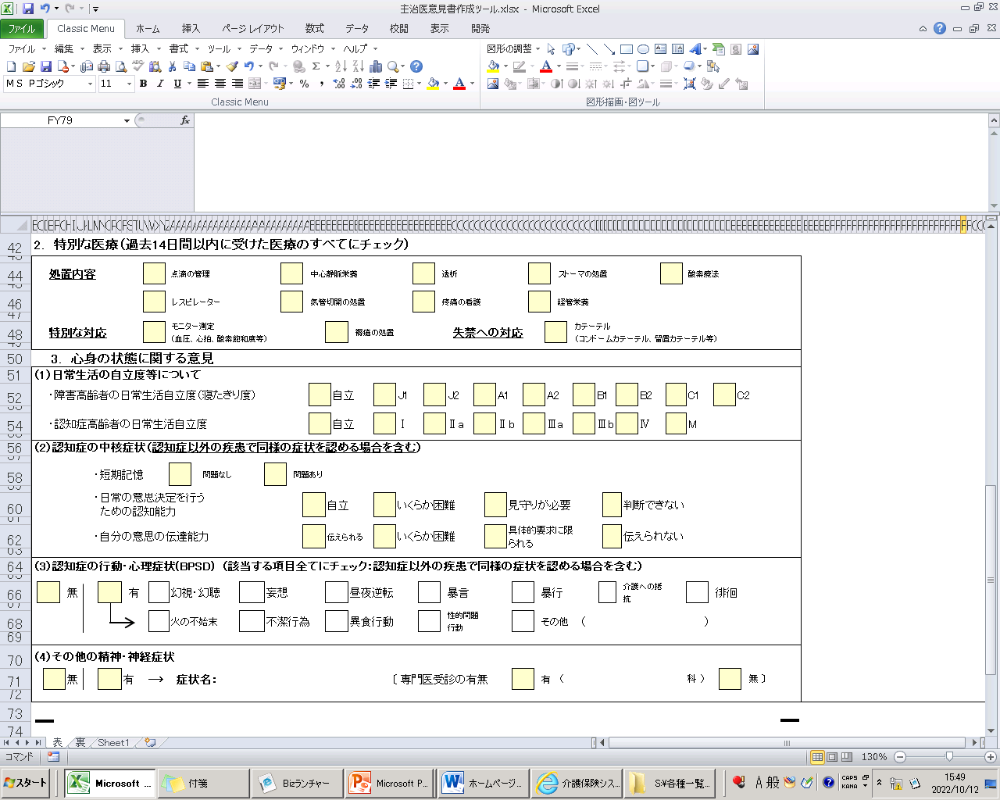 主治医意見書作成ツール.xlsx - Microsoft Excel
ファイル Classic Menu ホーム 挿入 ページ レイアウト 数式 データ 校閲 表示 開発
ファイル 編集 表示 挿入 書式 ツール データ ウィンドウ ヘルプ 図形の調整
ＭＳ Ｐゴシック 11 B I U
Classic Menu 図形描画・図ツール
FY79 fx
42 2. 特別な医療（過去14日間以内に受けた医療のすべてにチェック）
44 処置内容 点滴の管理 中心静脈栄養 透析 ストーマの処置 酸素療法
46 レスピレーター 気管切開の処置 疼痛の看護 経管栄養
48 特別な対応 モニター測定 褥瘡の処置 失禁への対応 カテーテル
（血圧、心拍、酸素飽和度等） （コンドームカテーテル、留置カテーテル等）
50 3. 心身の状態に関する意見
51 (1)日常生活の自立度等について
52 ・障害高齢者の日常生活自立度（寝たきり度） 自立 J1 J2 A1 A2 B1 B2 C1 C2
54 ・認知症高齢者の日常生活自立度 自立 Ⅰ Ⅱa Ⅱb Ⅲa Ⅲb Ⅳ M
56 (2)認知症の中核症状（認知症以外の疾患で同様の症状を認める場合を含む）
58 ・短期記憶 問題なし 問題あり
60 ・日常の意思決定を行う
ための認知能力 自立 いくらか困難 見守りが必要 判断できない
62 ・自分の意思の伝達能力 伝えられる いくらか困難 具体的要求に限
られる 伝えられない
64 (3)認知症の行動・心理症状(BPSD) （該当する項目全てにチェック：認知症以外の疾患で同様の症状を認める場合を含む）
66 無 有 幻視・幻聴 妄想 昼夜逆転 暴言 暴行 介護への抵
抗 徘徊
68 火の不始末 不潔行為 異食行動 性的問題
行動 その他 （ ）
69
70 (4)その他の精神・神経症状
71 無 有 → 症状名： 〔 専門医受診の有無 有 （ 科 ） 無 〕
72
73
74
表 裏 Sheet1
コマンド 130%
スタート Microsoft ... 付箋 Bizランチャー Microsoft P... ホームページ... 介護保険シス... S:¥各種一覧... A 般 CAPS KANA 15:49
2022/10/12